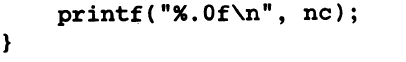 printf("%.0f\n", nc);
}